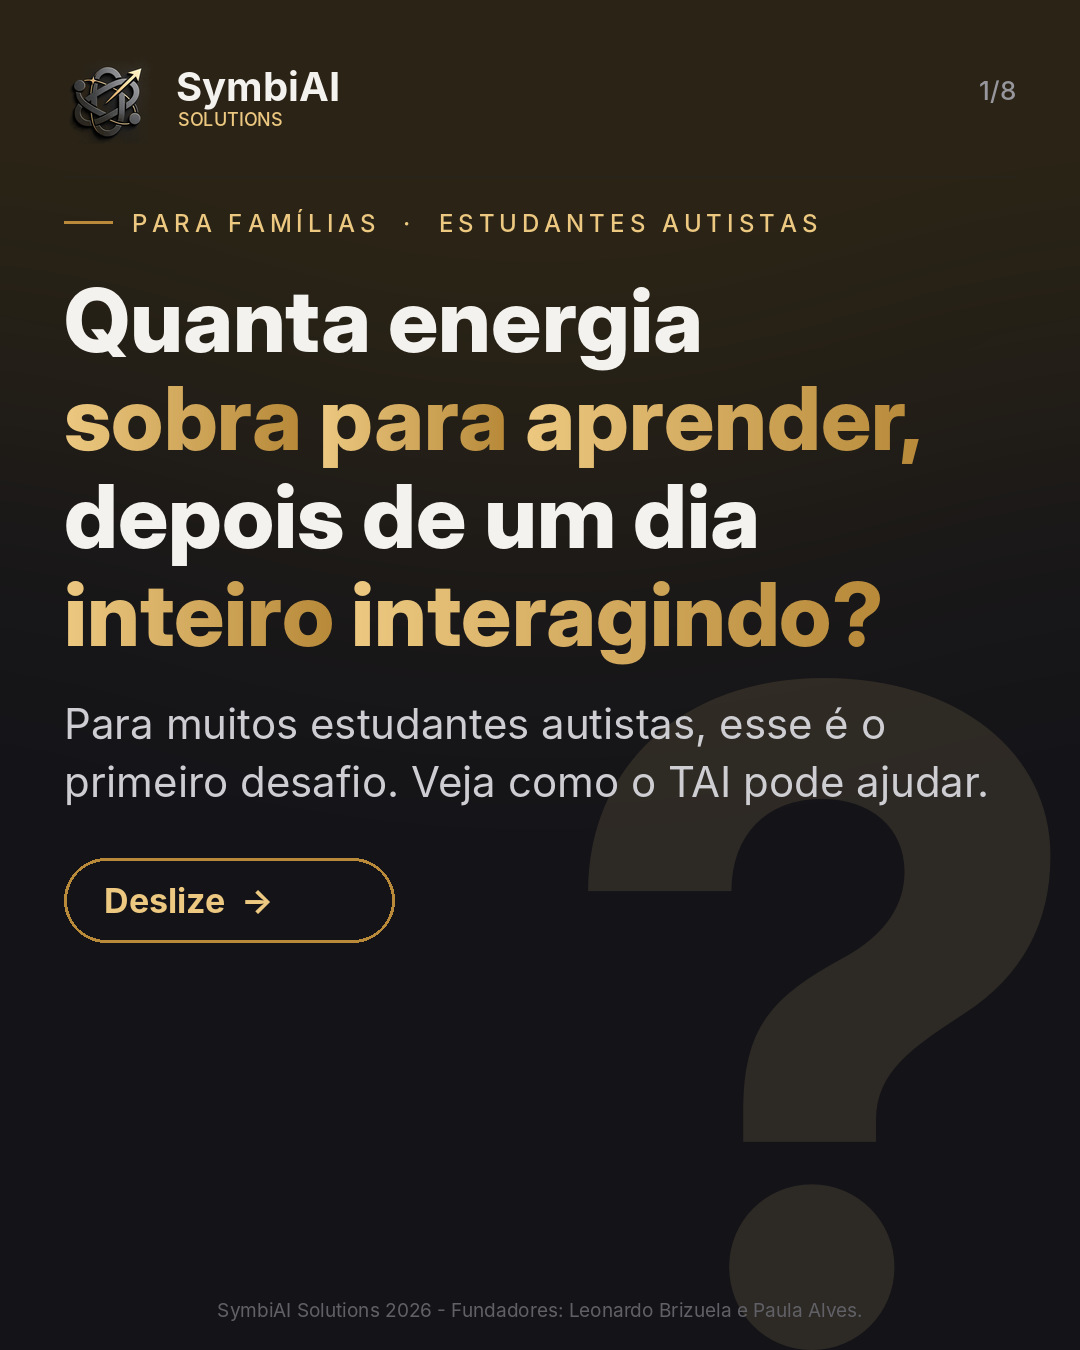 SymbiAI
SOLUTIONS
1/8
PARA FAMÍLIAS · ESTUDANTES AUTISTAS
Quanta energia
sobra para aprender,
depois de um dia
inteiro interagindo?
Para muitos estudantes autistas, esse é o
primeiro desafio. Veja como o TAI pode ajudar.
Deslize →
?
SymbiAI Solutions 2026 - Fundadores: Leonardo Brizuela e Paula Alves.